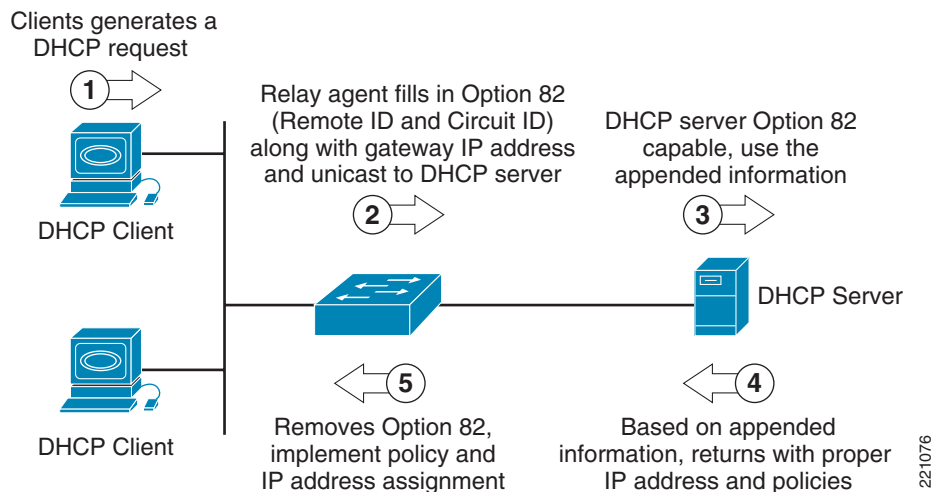 Clients generates a
DHCP request
1
Relay agent fills in Option 82
(Remote ID and Circuit ID)
along with gateway IP address
and unicast to DHCP server
2
DHCP server Option 82
capable, use the
appended information
3
DHCP Client
DHCP Server
DHCP Client
5
Removes Option 82,
implement policy and
IP address assignment
4
Based on appended
information, returns with proper
IP address and policies
221076